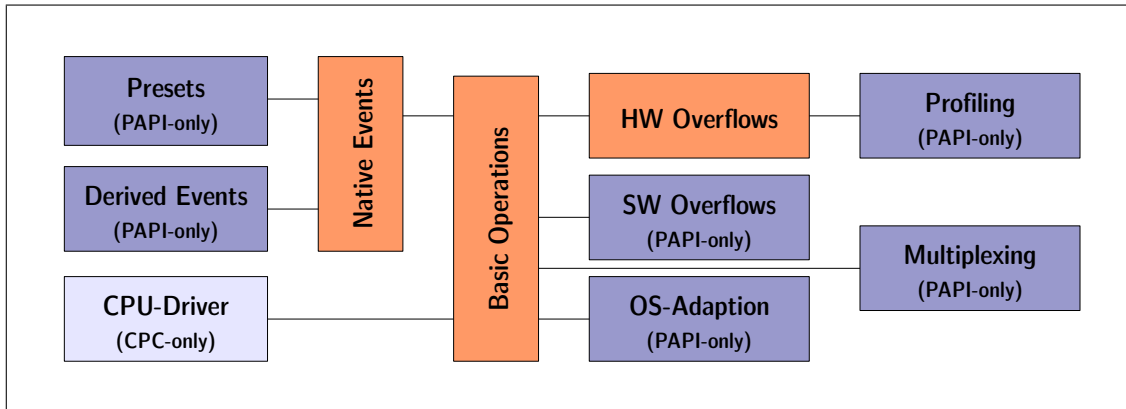 Presets
(PAPI-only)
Derived Events
(PAPI-only)
CPU-Driver
(CPC-only)
Native Events
Basic Operations
HW Overflows
SW Overflows
(PAPI-only)
OS-Adaption
(PAPI-only)
Profiling
(PAPI-only)
Multiplexing
(PAPI-only)